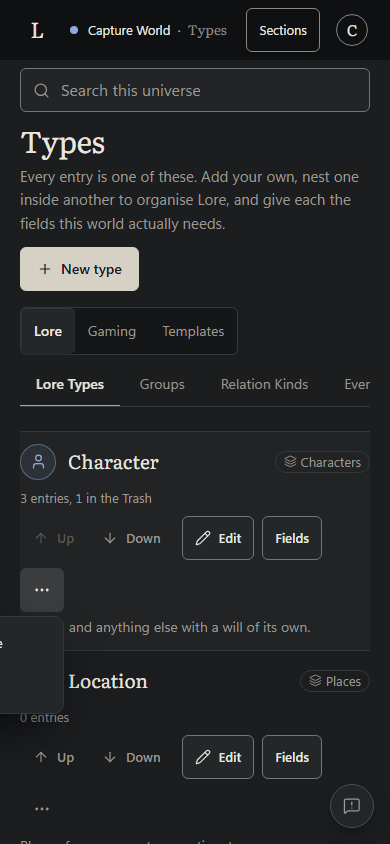 L
Capture World · Types
Sections
C
Search this universe
Types
Every entry is one of these. Add your own, nest one
inside another to organise Lore, and give each the
fields this world actually needs.
New type
Lore
Gaming
Templates
Lore Types
Groups
Relation Kinds
Ever
Character
Characters
3 entries, 1 in the Trash
Up
Down
Edit
Fields
and anything else with a will of its own.
Location
Places
0 entries
Up
Down
Edit
Fields